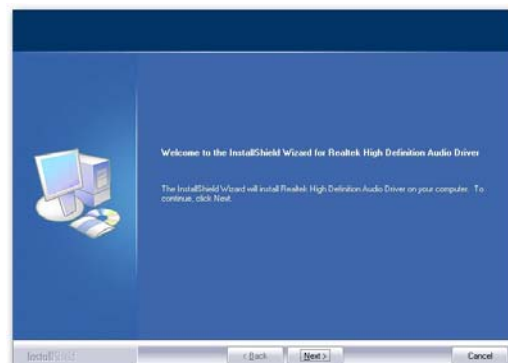 Welcome to the InstallShield Wizard for Realtek High Definition Audio Driver
The InstallShield Wizard will install Realtek High Definition Audio Driver on your computer. To
continue, click Next.
InstallShield
< Back Next > Cancel